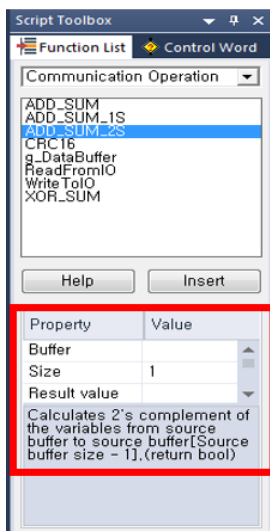 Script Toolbox
Function List Control Word
Communication Operation
ADD_SUM
ADD_SUM_1S
ADD_SUM_2S
CRC16
g_DataBuffer
ReadFromIO
WriteToIO
XOR_SUM
Help Insert
Property Value
Buffer
Size 1
Result value
Calculates 2's complement of
the variables from source
buffer to source buffer[Source
buffer size - 1].(return bool)